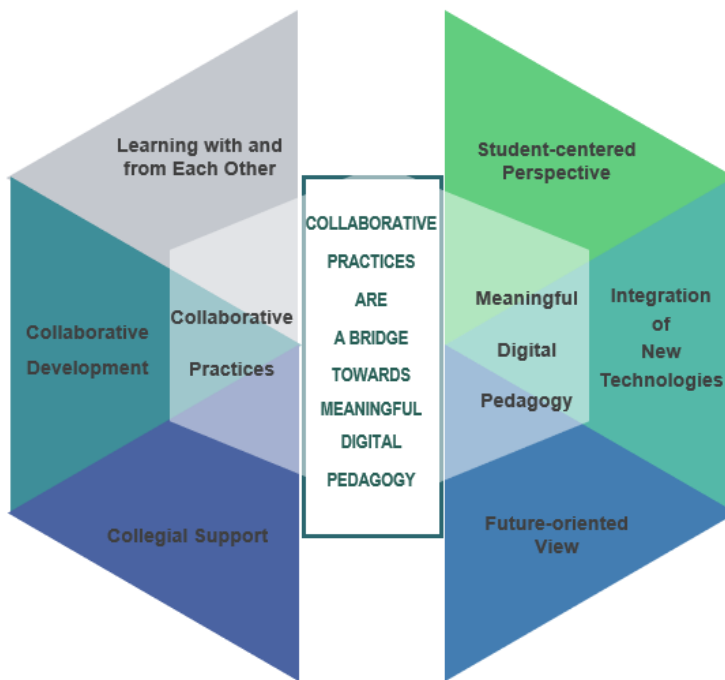 Learning with and
from Each Other
Student-centered
Perspective
COLLABORATIVE
PRACTICES
ARE
A BRIDGE
TOWARDS
MEANINGFUL
DIGITAL
PEDAGOGY
Collaborative
Development
Collaborative
Practices
Meaningful
Digital
Pedagogy
Integration
of
New
Technologies
Collegial Support
Future-oriented
View